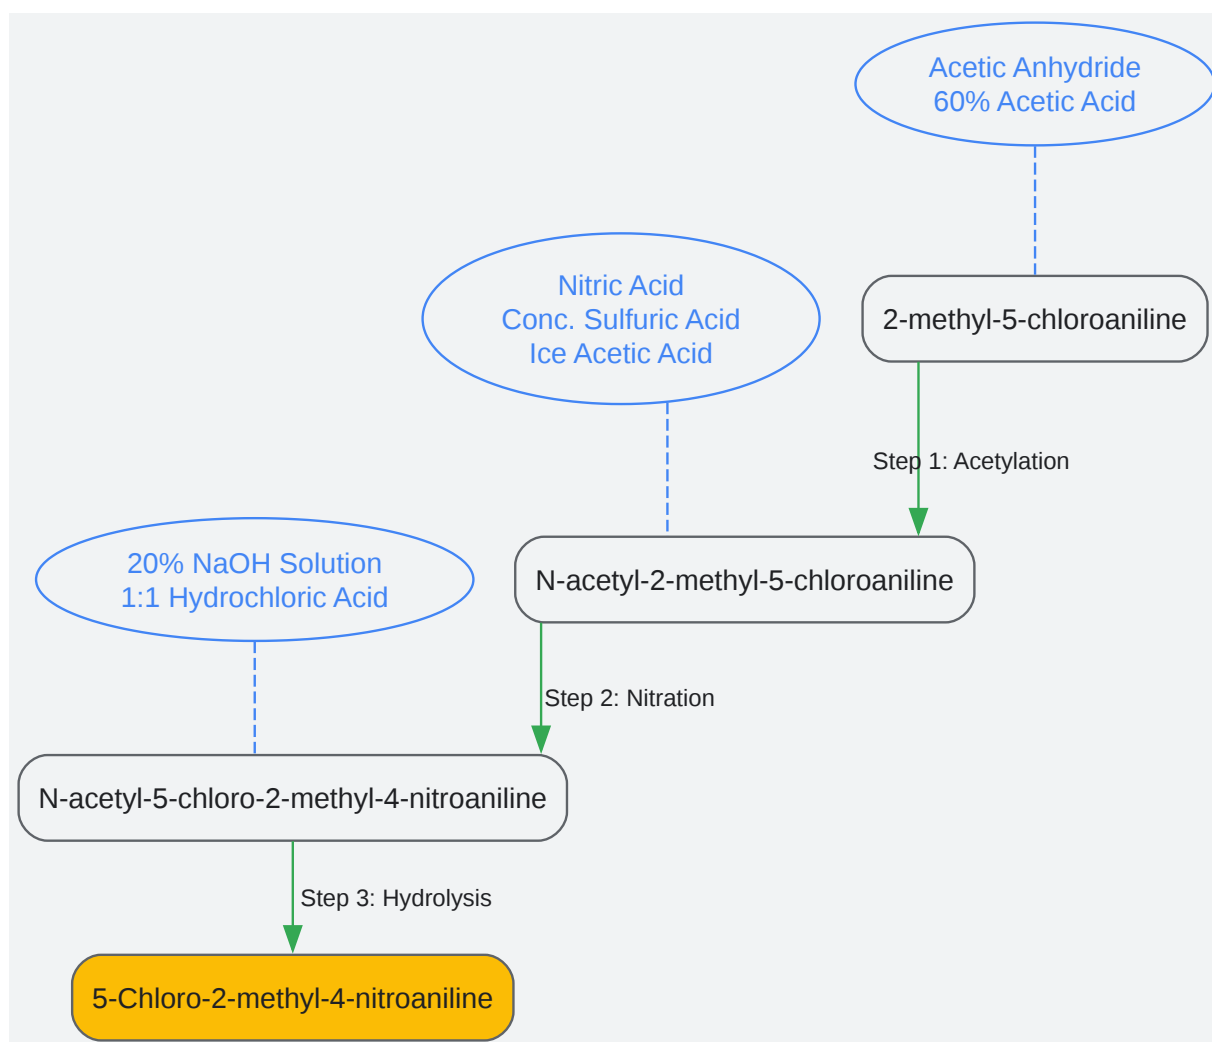 Acetic Anhydride
60% Acetic Acid
Nitric Acid
Conc. Sulfuric Acid
Ice Acetic Acid
2-methyl-5-chloroaniline
Step 1: Acetylation
20% NaOH Solution
1:1 Hydrochloric Acid
N-acetyl-2-methyl-5-chloroaniline
Step 2: Nitration
N-acetyl-5-chloro-2-methyl-4-nitroaniline
Step 3: Hydrolysis
5-Chloro-2-methyl-4-nitroaniline